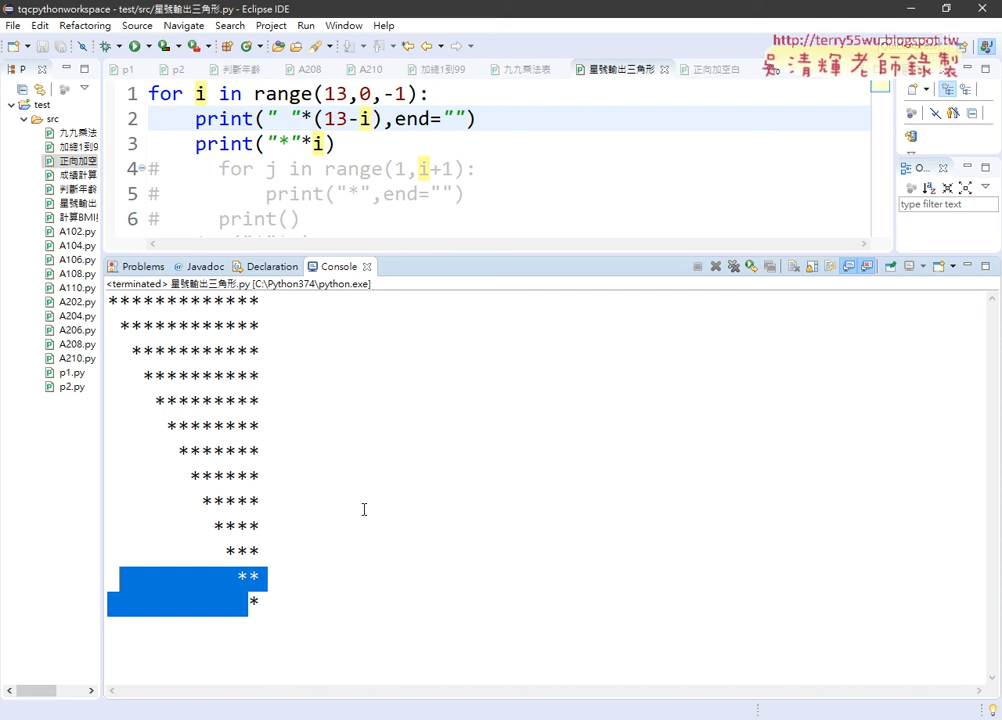 tqcpythonworkspace - test/src/星號輸出三角形.py - Eclipse IDE
File Edit Refactoring Source Navigate Search Project Run Window Help
http://terry55wu.blogspot.tw
吳清輝老師錄製
P
p1
p2
判斷年齡
A208
A210
加總1到99
九九乘法表
星號輸出三角形
正向加空白
test
src
九九乘法
加總1到9
正向加空
成績計算
判斷年齡
星號輸出
計算BMI
A102.py
A104.py
A106.py
A108.py
A110.py
A202.py
A204.py
A206.py
A208.py
A210.py
p1.py
p2.py
1 for i in range(13,0,-1):
2     print(" "*(13-i),end="")
3     print("*"*i)
4 #     for j in range(1,i+1):
5 #         print("*",end="")
6 #     print()
O...
type filter text
Problems @ Javadoc Declaration Console
<terminated> 星號輸出三角形.py [C:\Python374\python.exe]
*************
 ************
  ***********
   **********
    *********
     ********
      *******
       ******
        *****
         ****
          ***
           **
            *